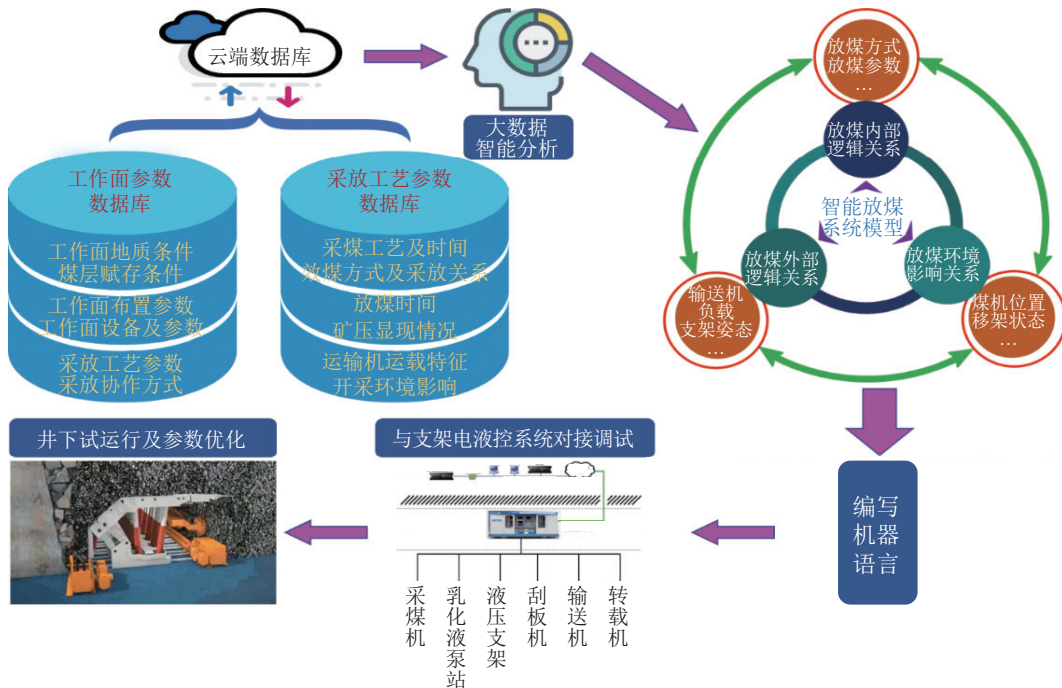 云端数据库
大数据
智能分析
工作面参数
数据库
工作面地质条件
煤层赋存条件
工作面布置参数
工作面设备及参数
采放工艺参数
采放协作方式
采放工艺参数
数据库
采煤工艺及时间
放煤方式及采放关系
放煤时间
矿压显现情况
运输机运载特征
开采环境影响
放煤方式
放煤参数
…
放煤内部
逻辑关系
智能放煤
系统模型
放煤外部
逻辑关系
放煤环境
影响关系
输送机
负载
支架姿态
…
煤机位置
移架状态
…
编写
机器
语言
与支架电液控系统对接调试
采煤机
乳化液泵站
液压支架
刮板机
输送机
转载机
井下试运行及参数优化